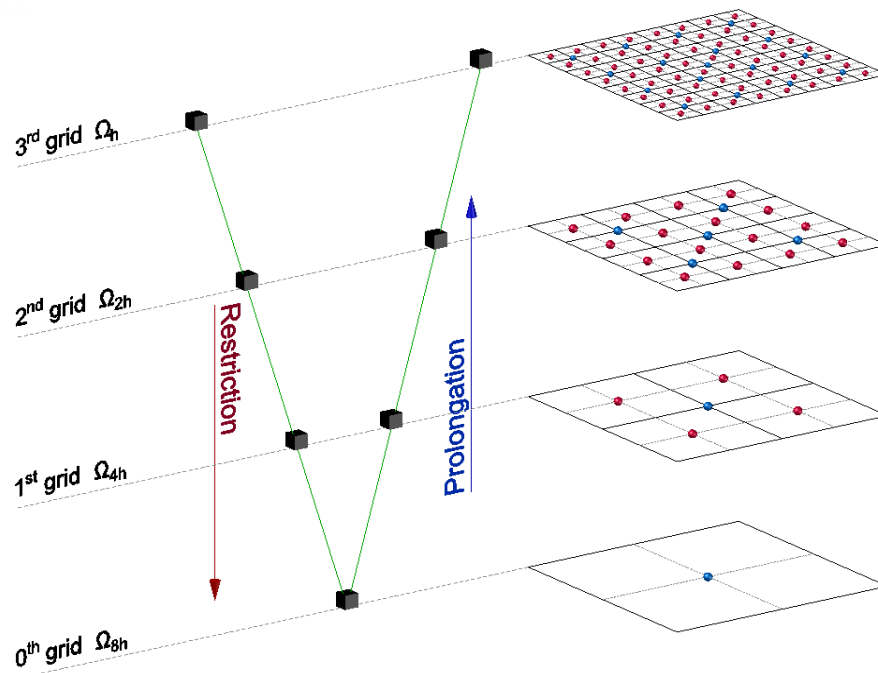 3rd grid Ωh
2nd grid Ω2h
Restriction
Prolongation
1st grid Ω4h
0th grid Ω8h